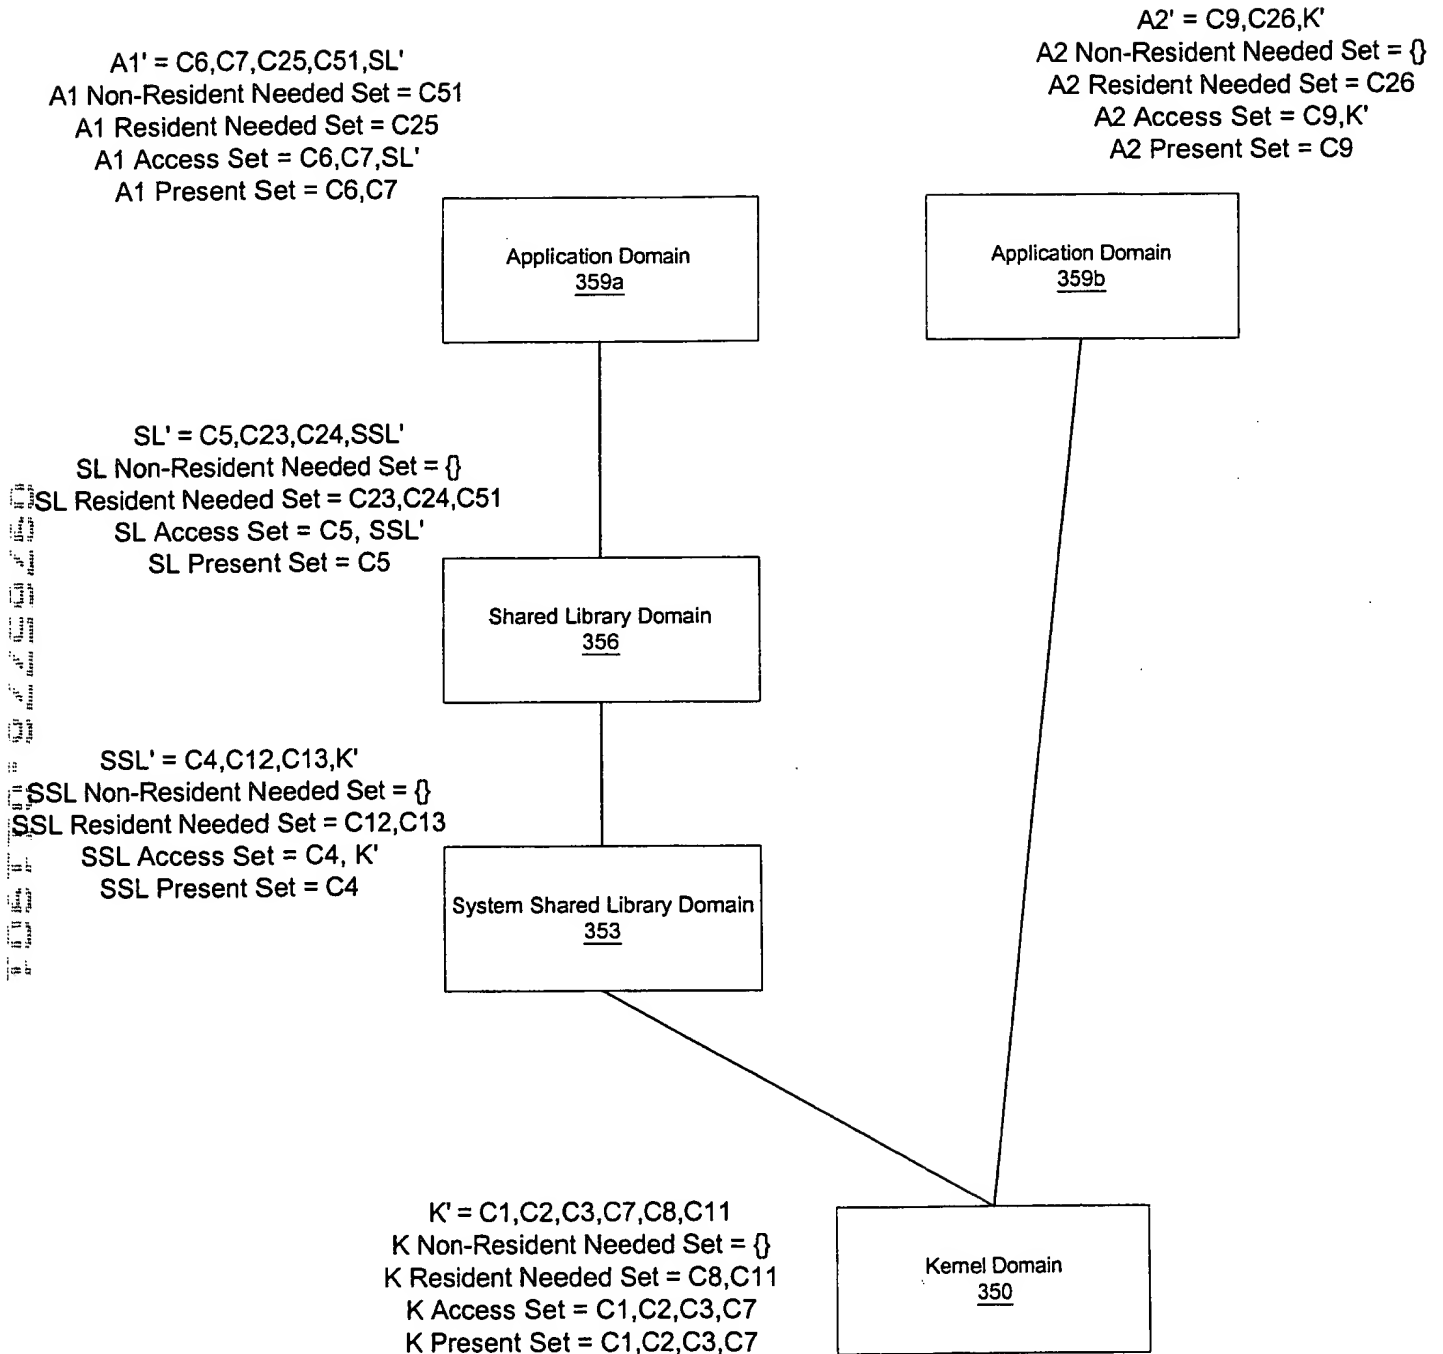 A1' = C6,C7,C25,C51,SL'
A1 Non-Resident Needed Set = C51
A1 Resident Needed Set = C25
A1 Access Set = C6,C7,SL'
A1 Present Set = C6,C7
A2' = C9,C26,K'
A2 Non-Resident Needed Set = {}
A2 Resident Needed Set = C26
A2 Access Set = C9,K'
A2 Present Set = C9
Application Domain
359a
Application Domain
359b
SL' = C5,C23,C24,SSL'
SL Non-Resident Needed Set = {}
SL Resident Needed Set = C23,C24,C51
SL Access Set = C5, SSL'
SL Present Set = C5
Shared Library Domain
356
SSL' = C4,C12,C13,K'
SSL Non-Resident Needed Set = {}
SSL Resident Needed Set = C12,C13
SSL Access Set = C4, K'
SSL Present Set = C4
System Shared Library Domain
353
K' = C1,C2,C3,C7,C8,C11
K Non-Resident Needed Set = {}
K Resident Needed Set = C8,C11
K Access Set = C1,C2,C3,C7
K Present Set = C1,C2,C3,C7
Kernel Domain
350